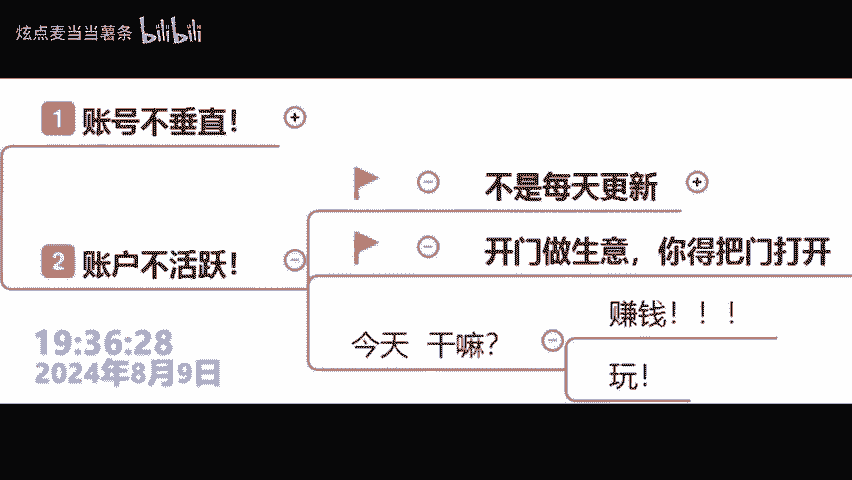 炫点麦当当薯条 bilibili
1 账号不垂直！
不是每天更新
2 账户不活跃！
开门做生意，你得把门打开
今天 干嘛？
赚钱！！！
玩！
19:36:28
2024年8月9日